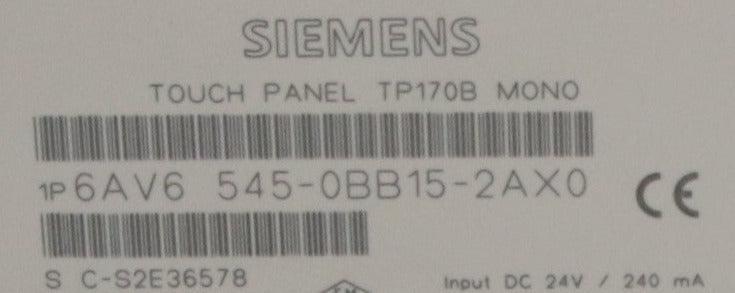 SIEMENS
TOUCH PANEL TP170B MONO
1P 6AV6 545-0BB15-2AX0
CE
S C-S2E36578
Input DC 24V / 240 mA